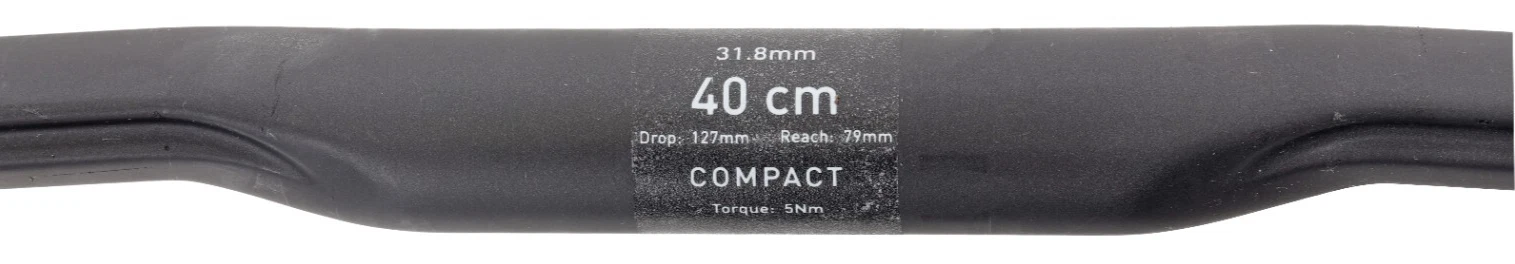 31.8mm
40 cm
Drop: 127mm Reach: 79mm
COMPACT
Torque: 5Nm